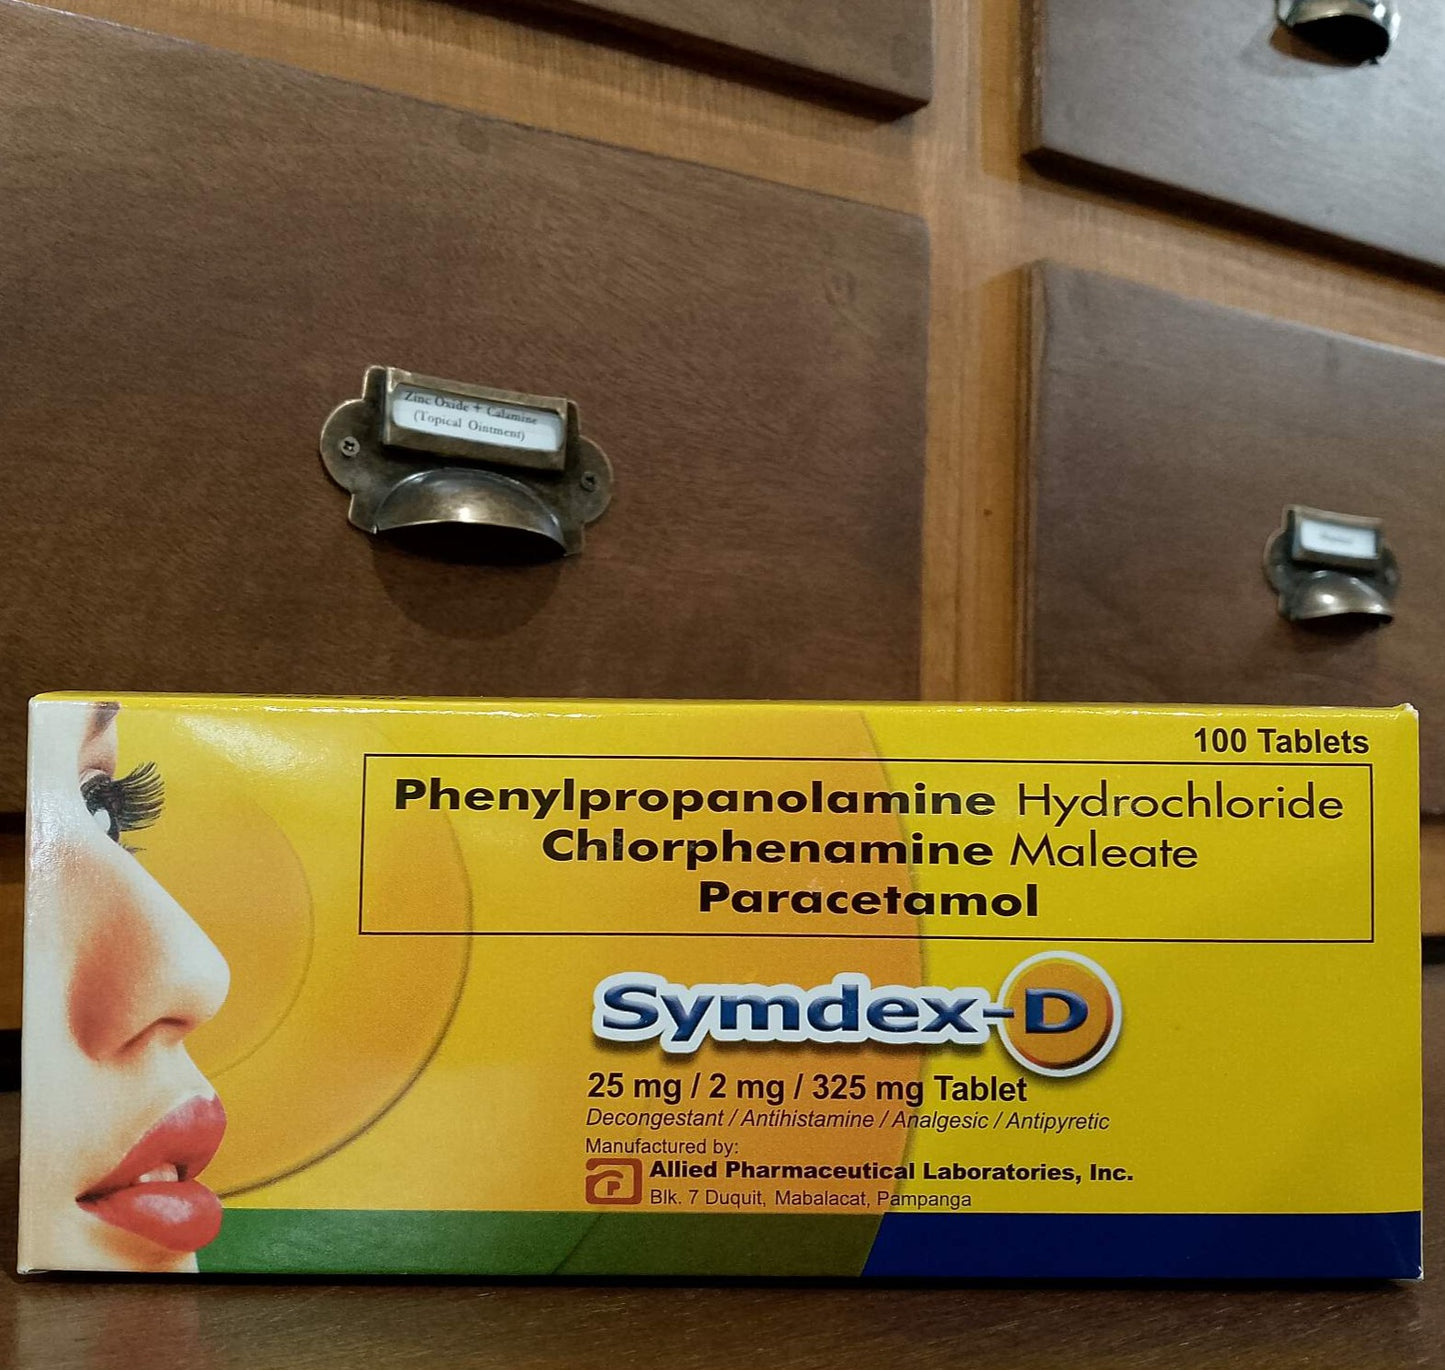 Zinc Oxide + Calamine
(Topical Ointment)
100 Tablets
Phenylpropanolamine Hydrochloride
Chlorphenamine Maleate
Paracetamol
Symdex-D
25 mg / 2 mg / 325 mg Tablet
Decongestant / Antihistamine / Analgesic / Antipyretic
Manufactured by:
Allied Pharmaceutical Laboratories, Inc.
Blk. 7 Duquit, Mabalacat, Pampanga